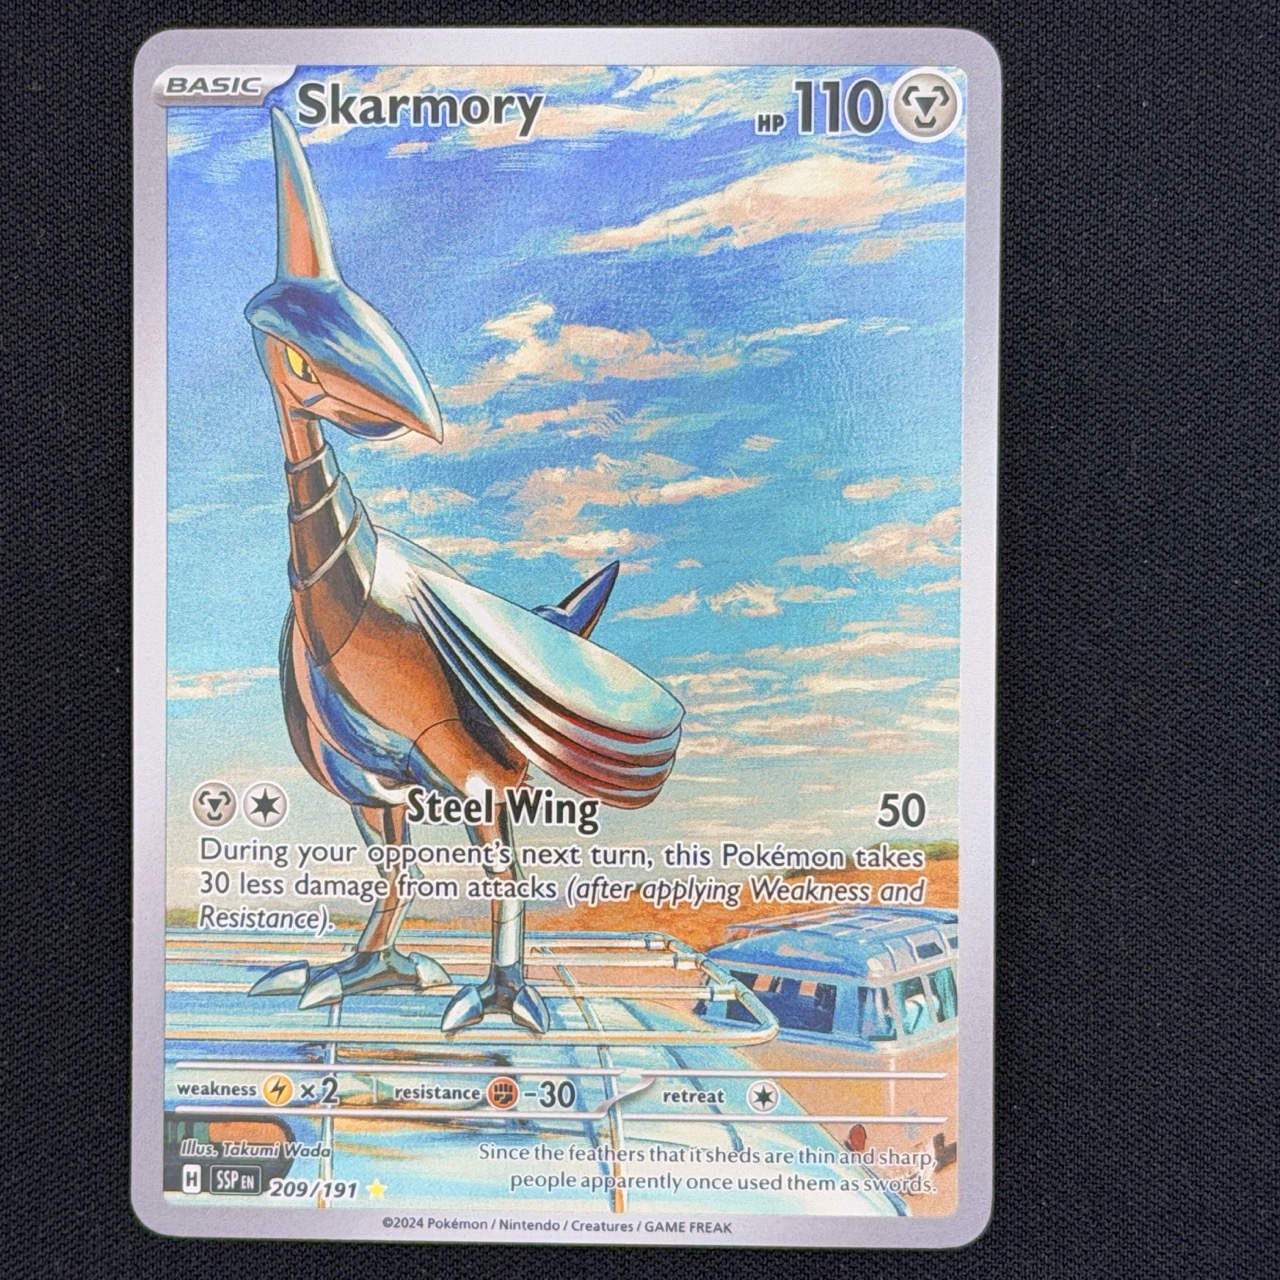 BASIC
Skarmory
HP 110
Steel Wing 50
During your opponent's next turn, this Pokémon takes
30 less damage from attacks (after applying Weakness and
Resistance).
weakness ×2 resistance -30 retreat
Illus. Takumi Wada
Since the feathers that it sheds are thin and sharp,
people apparently once used them as swords.
H SSP EN 209/191
©2024 Pokémon / Nintendo / Creatures / GAME FREAK